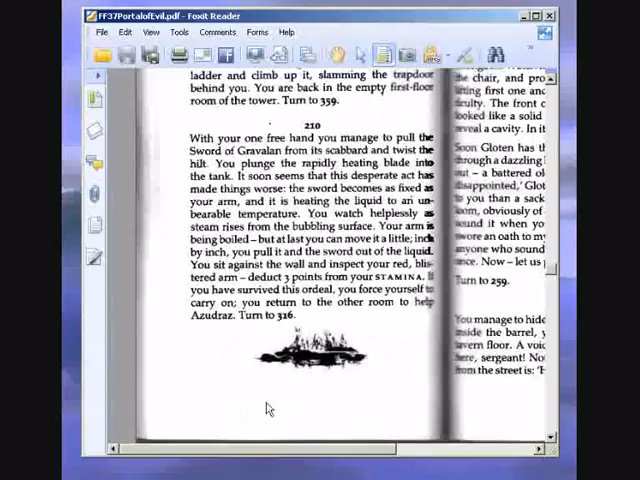 FF37PortalofEvil.pdf - Foxit Reader
File Edit View Tools Comments Forms Help
ladder and climb up it, slamming the trapdoor
behind you. You are back in the empty first-floor
room of the tower. Turn to 359.
210
With your one free hand you manage to pull the
Sword of Gravalan from its scabbard and twist the
hilt. You plunge the rapidly heating blade into
the tank. It soon seems that this desperate act has
made things worse: the sword becomes as fixed as
your arm, and it is heating the liquid to an un-
bearable temperature. You watch helplessly as
steam rises from the bubbling surface. Your arm is
being boiled – but at last you can move it a little; inch
by inch, you pull it and the sword out of the liquid.
You sit against the wall and inspect your red, blis-
tered arm – deduct 3 points from your STAMINA. If
you have survived this ordeal, you force yourself to
carry on; you return to the other room to help
Azudraz. Turn to 316.
the chair, and pro
lifting first one and
iculty. The front o
looked like a solid
reveal a cavity. In it
Soon Gloten has th
through a dazzling
out – a battered ol
disappointed,' Glot
to you than a sack
loom, obviously of
sound it when yo
swore an oath to my
anyone who sound
ance. Now – let us
Turn to 259.
You manage to hide
inside the barrel, y
tavern floor. A voic
here, sergeant! No
from the street is: 'H